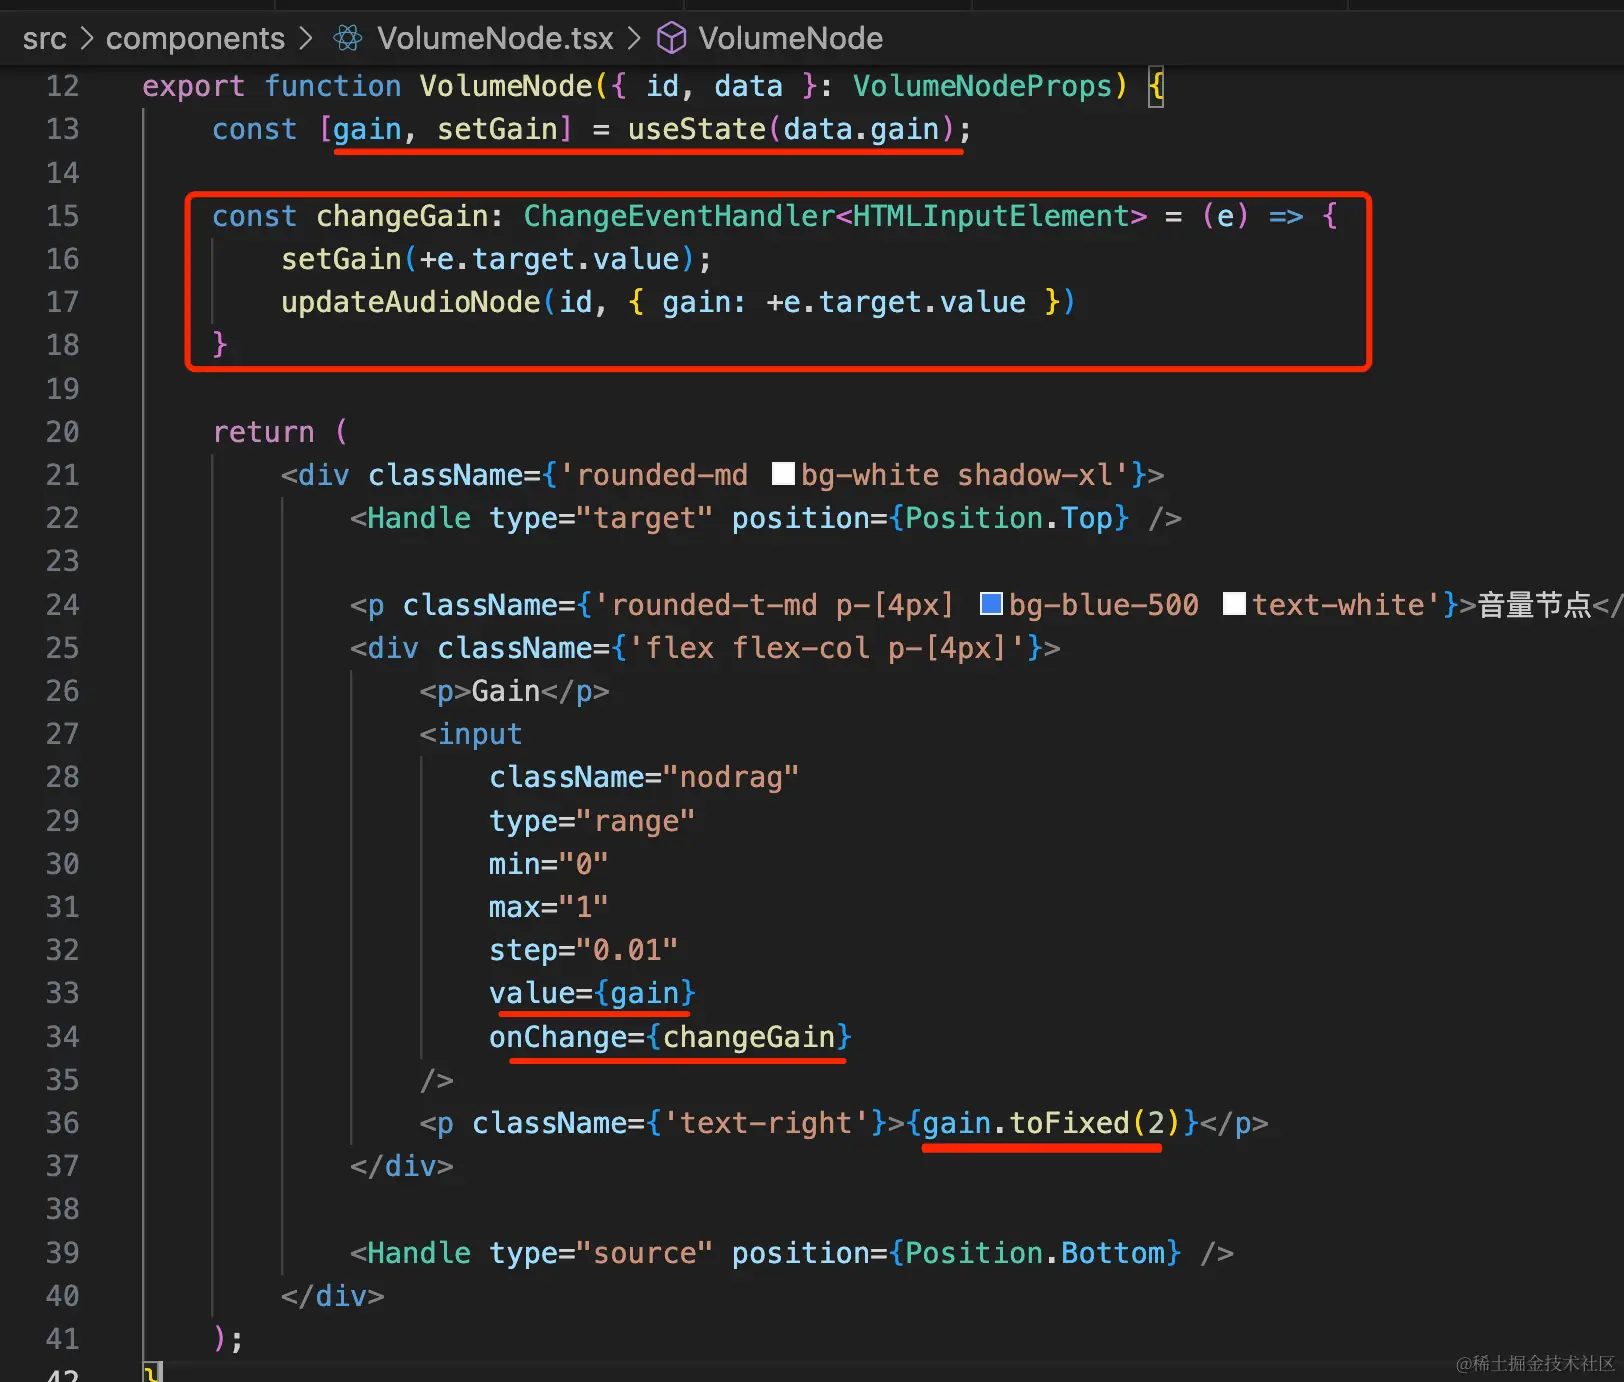 src > components > VolumeNode.tsx > VolumeNode
12 export function VolumeNode({ id, data }: VolumeNodeProps) {
13 const [gain, setGain] = useState(data.gain);
14
15 const changeGain: ChangeEventHandler<HTMLInputElement> = (e) => {
16 setGain(+e.target.value);
17 updateAudioNode(id, { gain: +e.target.value })
18 }
19
20 return (
21 <div className={'rounded-md bg-white shadow-xl'}>
22 <Handle type="target" position={Position.Top} />
23
24 <p className={'rounded-t-md p-[4px] bg-blue-500 text-white'}>音量节点</
25 <div className={'flex flex-col p-[4px]'}>
26 <p>Gain</p>
27 <input
28 className="nodrag"
29 type="range"
30 min="0"
31 max="1"
32 step="0.01"
33 value={gain}
34 onChange={changeGain}
35 />
36 <p className={'text-right'}>{gain.toFixed(2)}</p>
37 </div>
38
39 <Handle type="source" position={Position.Bottom} />
40 </div>
41 );
42 }
@稀土掘金技术社区